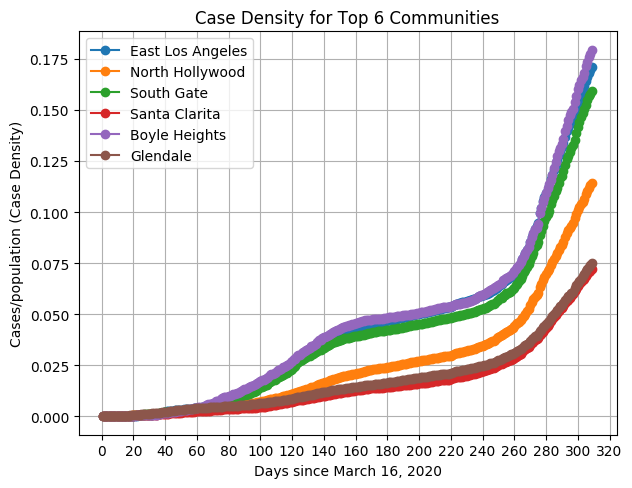 Case Density for Top 6 Communities
East Los Angeles
North Hollywood
South Gate
Santa Clarita
Boyle Heights
Glendale
Cases/population (Case Density)
0.175
0.150
0.125
0.100
0.075
0.050
0.025
0.000
0 20 40 60 80 100 120 140 160 180 200 220 240 260 280 300 320
Days since March 16, 2020